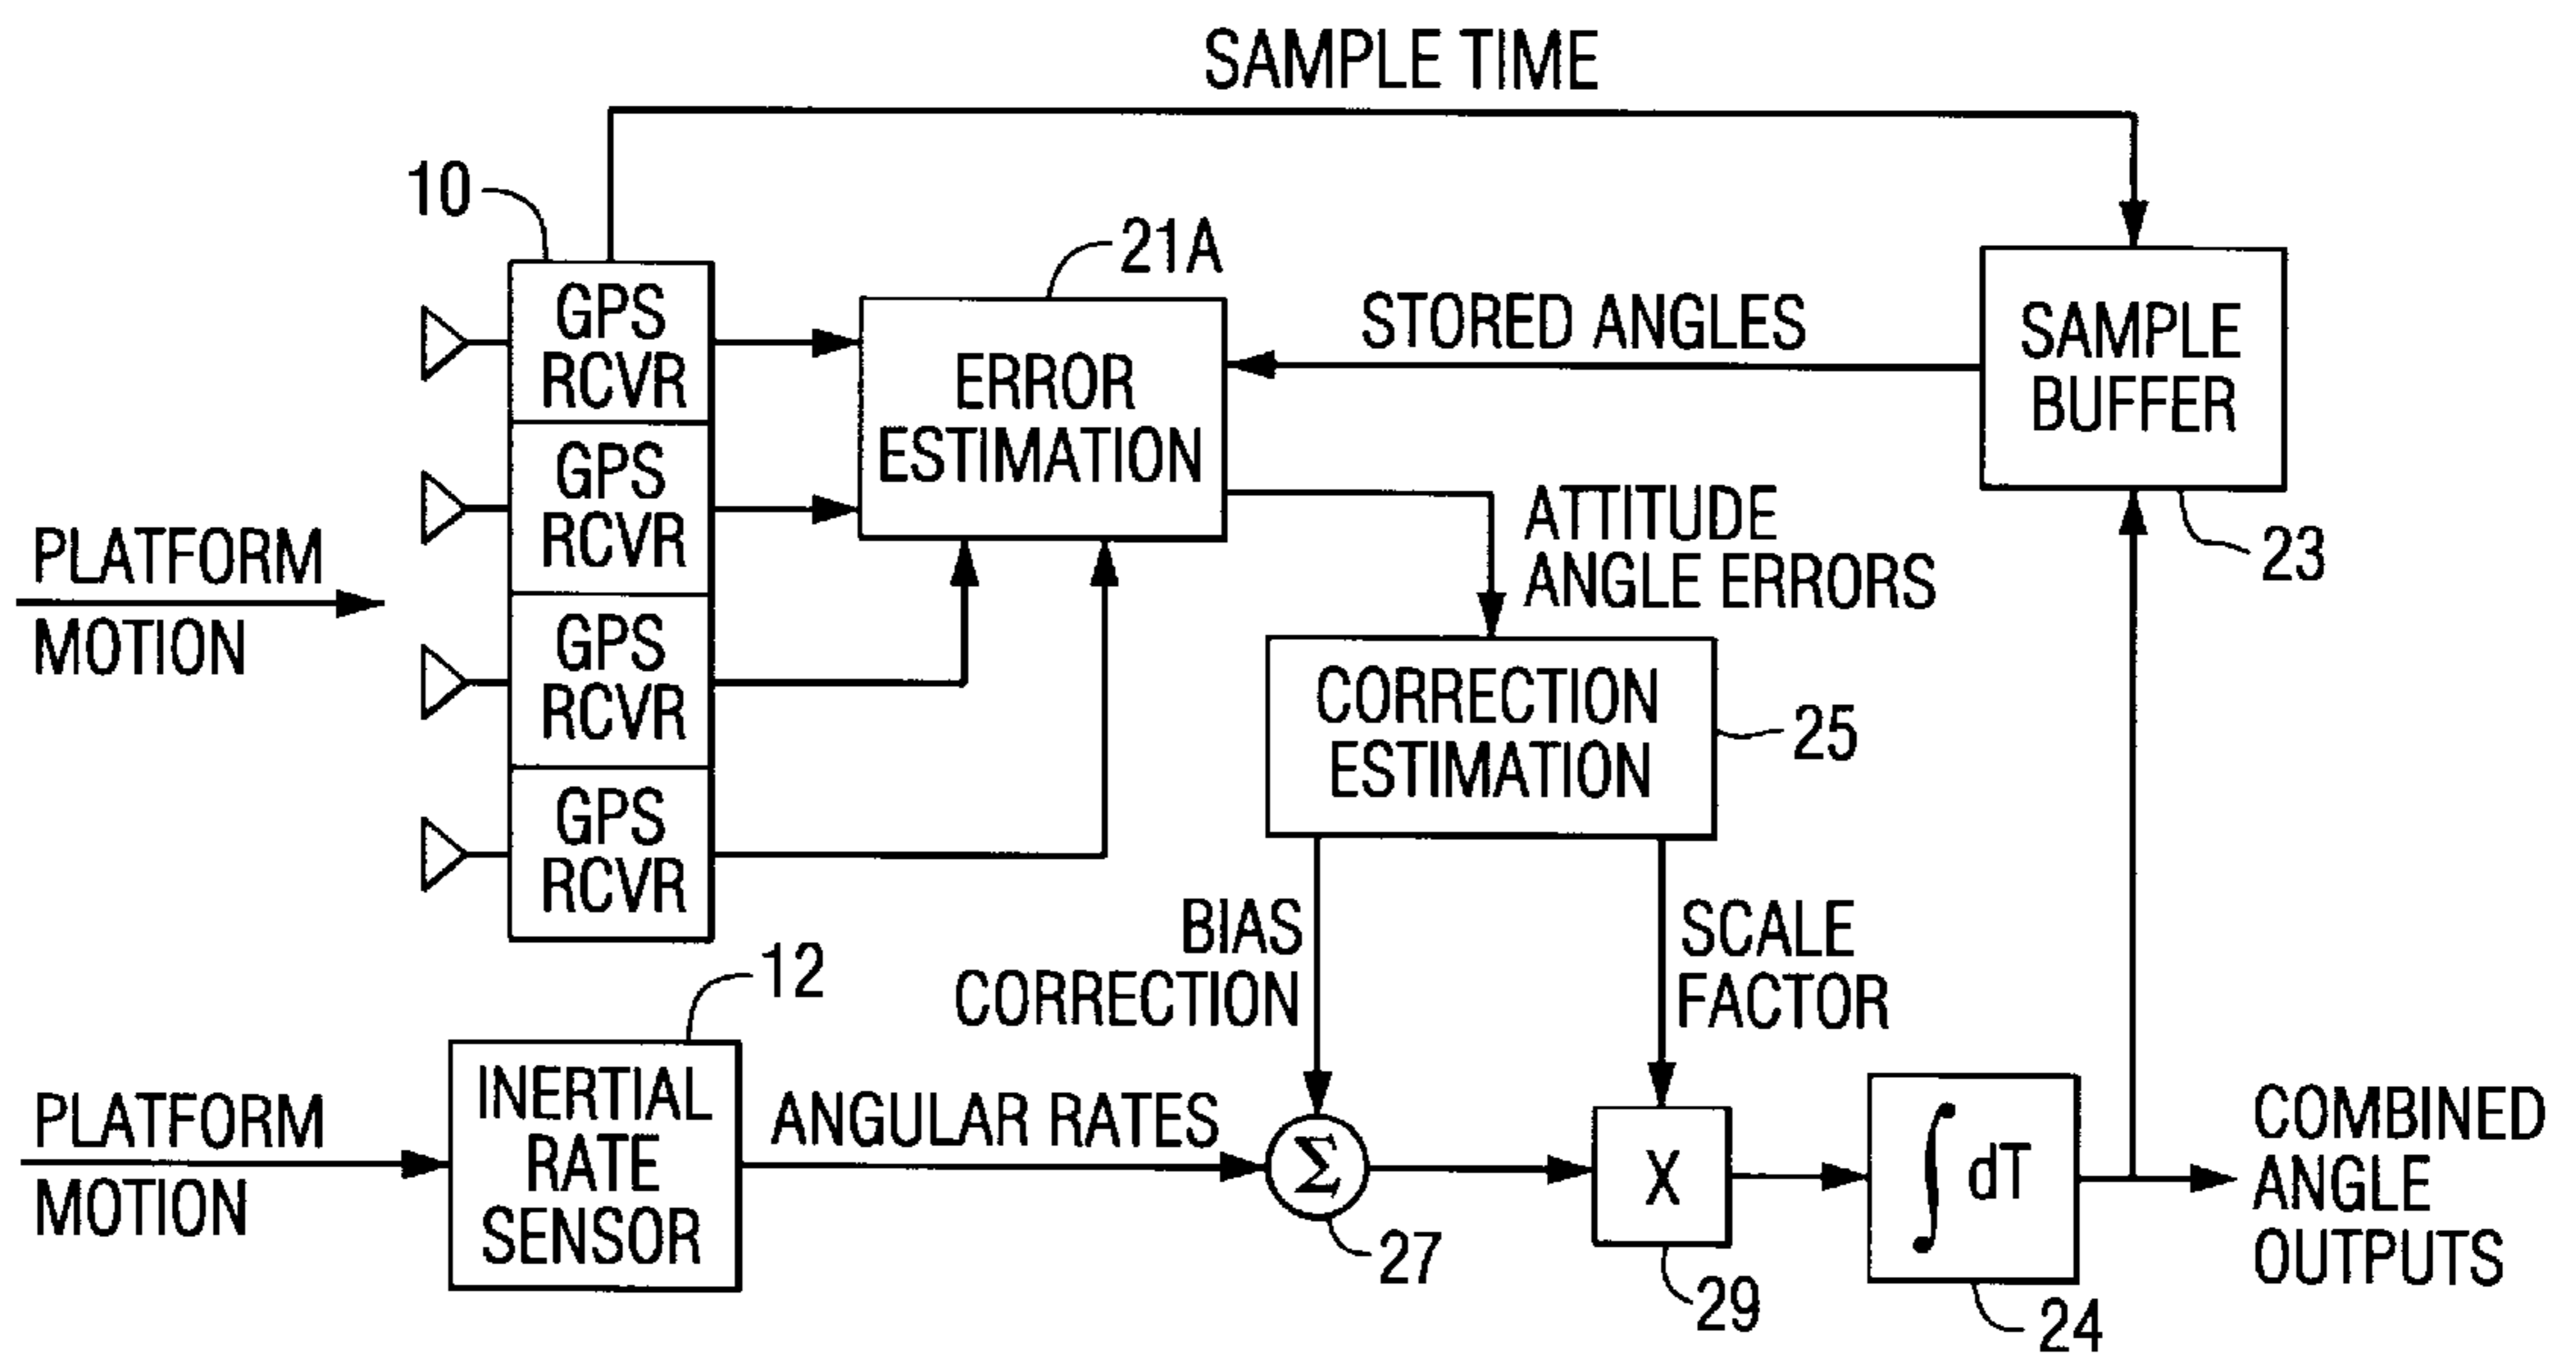 SAMPLE TIME
10
21A
GPS
RCVR
GPS
RCVR
GPS
RCVR
GPS
RCVR
ERROR
ESTIMATION
STORED ANGLES
SAMPLE
BUFFER
23
PLATFORM
MOTION
ATTITUDE
ANGLE ERRORS
CORRECTION
ESTIMATION
25
BIAS
CORRECTION
SCALE
FACTOR
12
PLATFORM
MOTION
INERTIAL
RATE
SENSOR
ANGULAR RATES
Σ
27
X
29
∫ dT
24
COMBINED
ANGLE
OUTPUTS